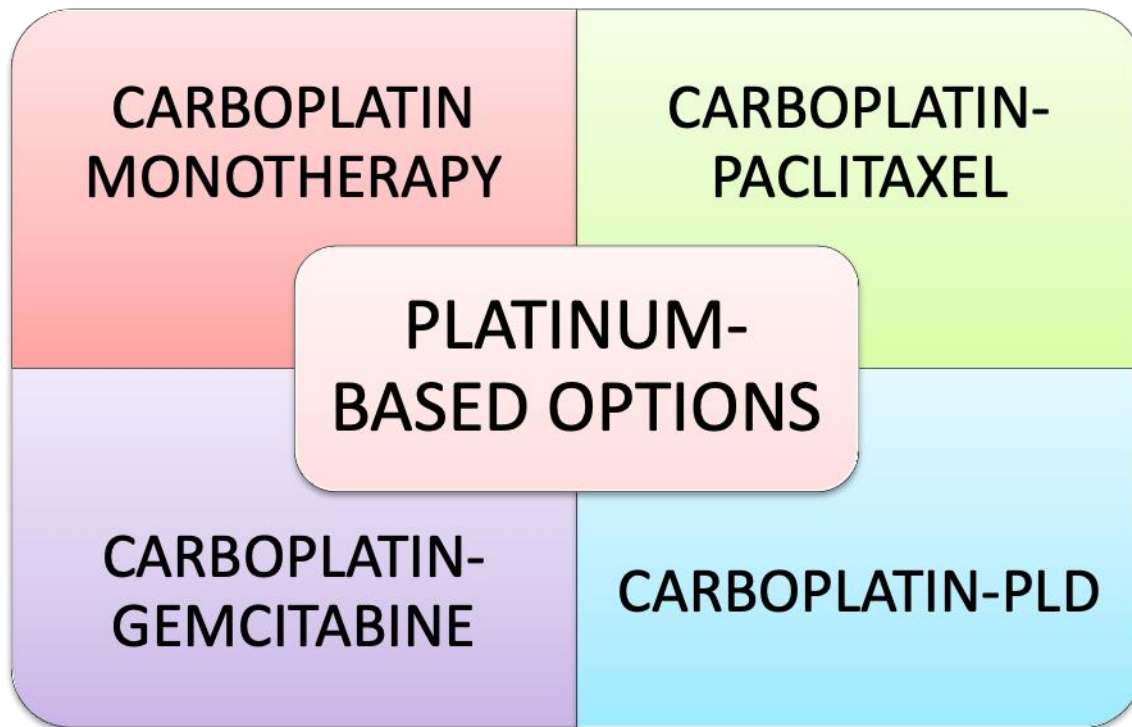 CARBOPLATIN
MONOTHERAPY
CARBOPLATIN-
PACLITAXEL
PLATINUM-
BASED OPTIONS
CARBOPLATIN-
GEMCITABINE
CARBOPLATIN-PLD